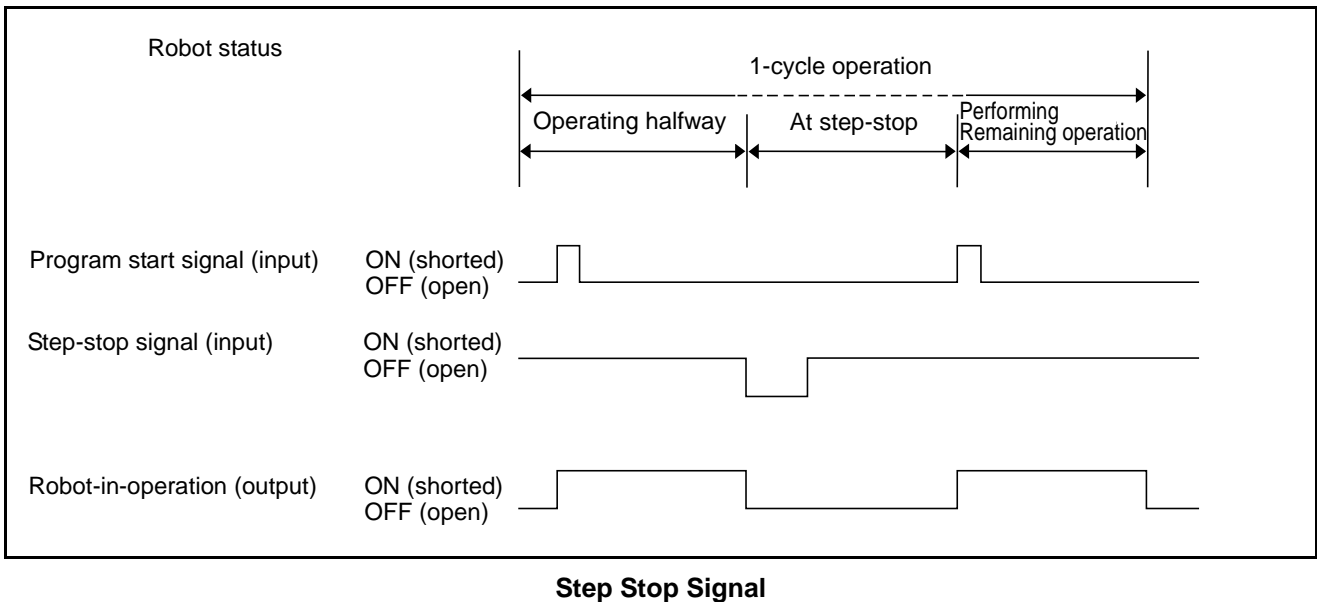 Robot status
1-cycle operation
Operating halfway
At step-stop
Performing
Remaining operation
Program start signal (input)
ON (shorted)
OFF (open)
Step-stop signal (input)
ON (shorted)
OFF (open)
Robot-in-operation (output)
ON (shorted)
OFF (open)
Step Stop Signal